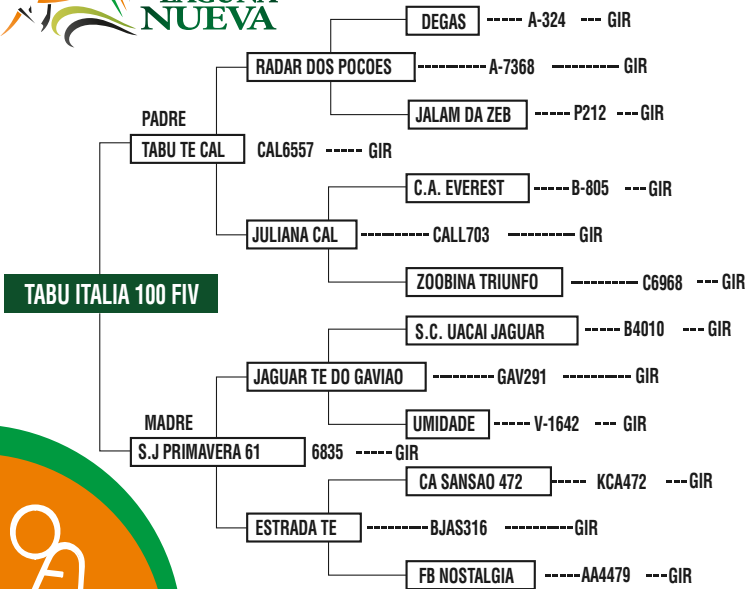 LAGUNA
NUEVA
DEGAS ----- A-324 --- GIR
RADAR DOS POCOES --------- A-7368 --------- GIR
JALAM DA ZEB ----- P212 --- GIR
PADRE
TABU TE CAL CAL6557 ----- GIR
C.A. EVEREST ----- B-805 --- GIR
JULIANA CAL --------- CALL703 --------- GIR
ZOOBINA TRIUNFO --------- C6968 --- GIR
TABU ITALIA 100 FIV
S.C. UACAI JAGUAR ----- B4010 --- GIR
JAGUAR TE DO GAVIAO --------- GAV291 --------- GIR
UMIDADE ----- V-1642 --- GIR
MADRE
S.J PRIMAVERA 61 6835 ----- GIR
CA SANSAO 472 ----- KCA472 --- GIR
ESTRADA TE --------- BJAS316 --------- GIR
FB NOSTALGIA ----- AA4479 --- GIR